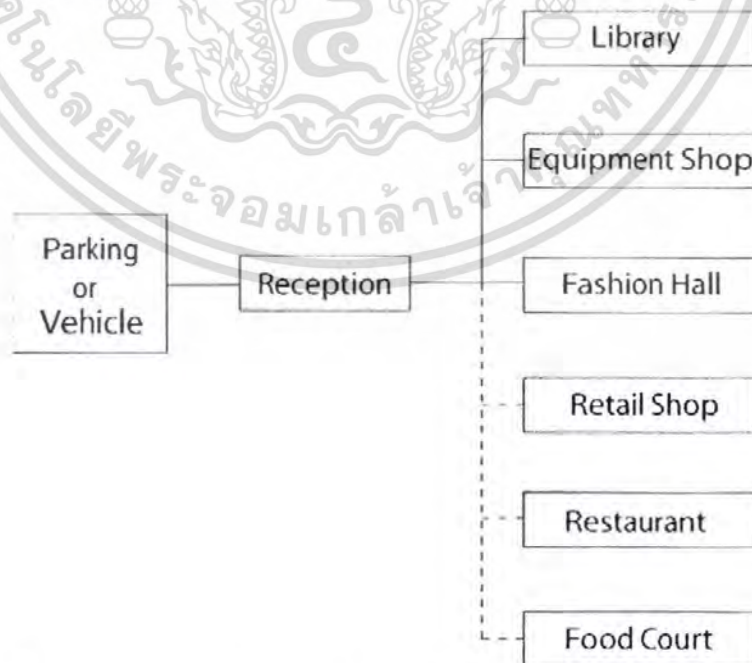 Library
Equipment Shop
Parking
or
Vehicle
Reception
Fashion Hall
Retail Shop
Restaurant
Food Court